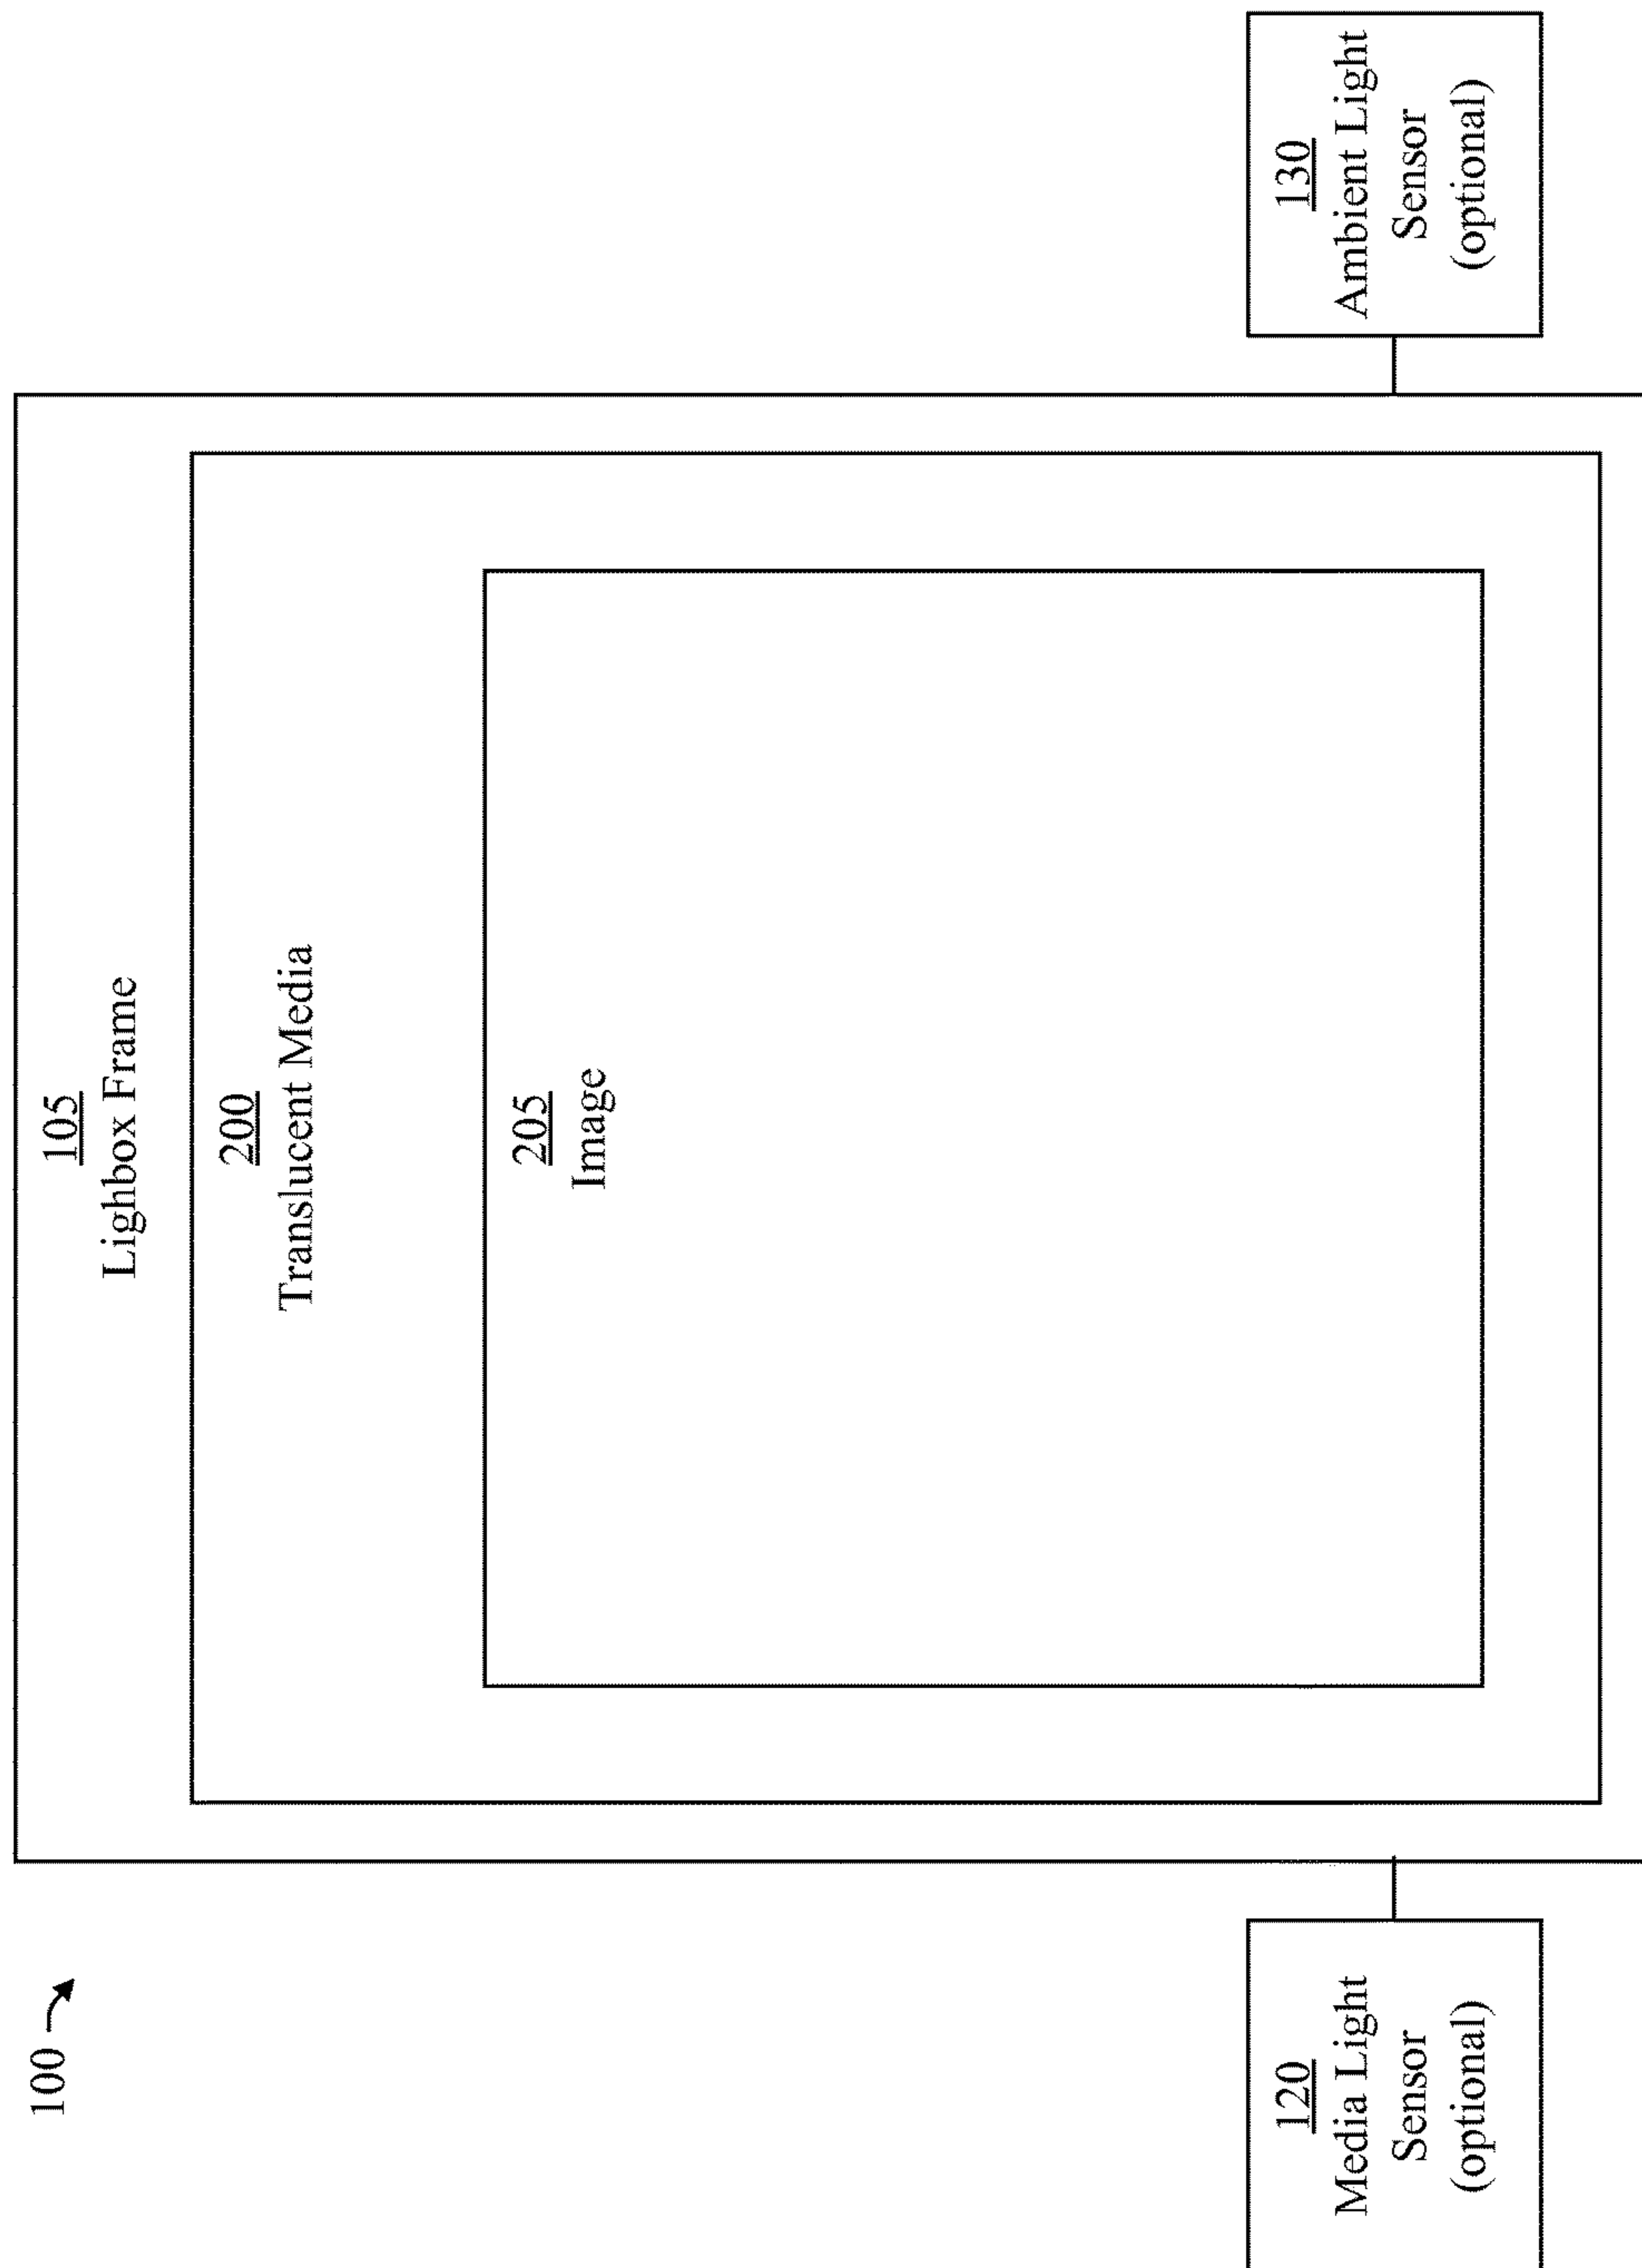 100
105
Lighbox Frame
200
Translucent Media
205
Image
120
Media Light
Sensor
(optional)
130
Ambient Light
Sensor
(optional)